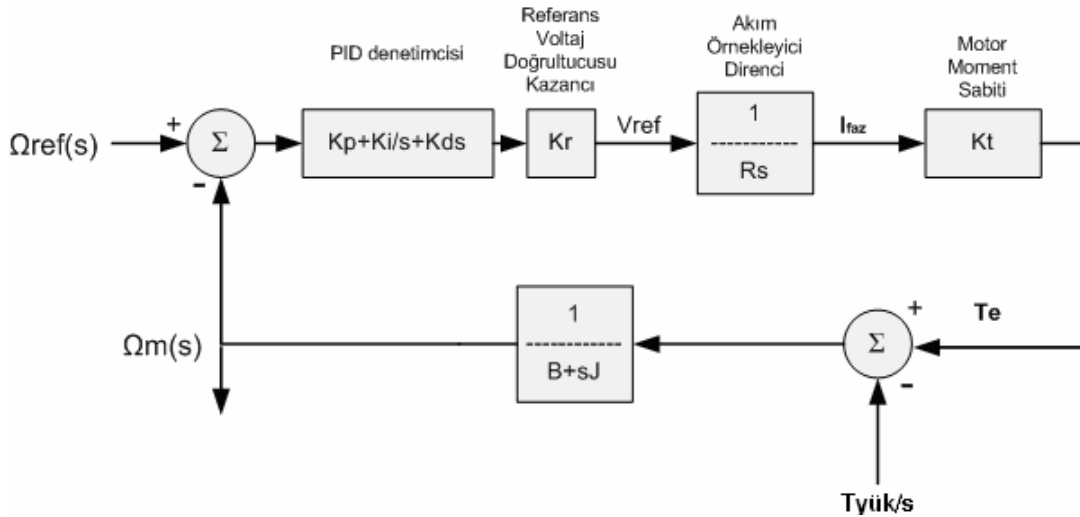 PID denetimcisi
Referans
Voltaj
Doğrultucusu
Kazancı
Akım
Örnekleyici
Direnci
Motor
Moment
Sabiti
Ωref(s)
+
Σ
-
Kp+Ki/s+Kds
Kr
Vref
1
----------
Rs
Ifaz
Kt
Ωm(s)
1
------------
B+sJ
+
Σ
-
Te
Tyük/s